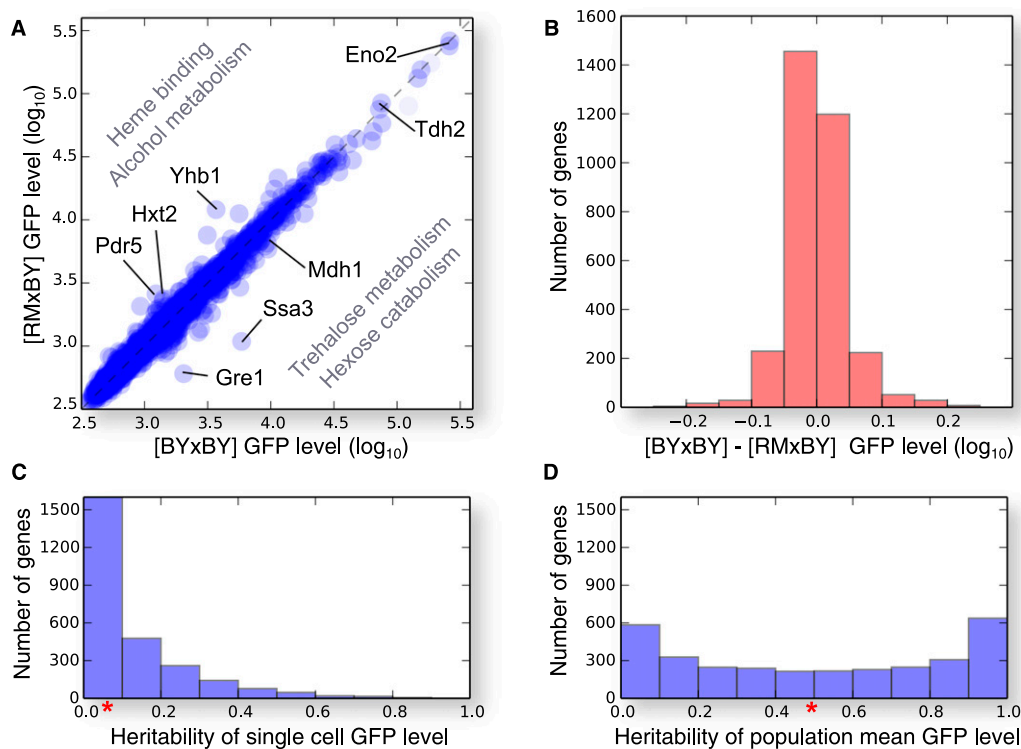 A
[RMxBY] GFP level (log10)
5.5
5.0
4.5
4.0
3.5
3.0
2.5
Heme binding
Alcohol metabolism
Eno2
Tdh2
Yhb1
Hxt2
Pdr5
Mdh1
Ssa3
Gre1
Trehalose metabolism
Hexose catabolism
2.5 3.0 3.5 4.0 4.5 5.0 5.5
[BYxBY] GFP level (log10)
B
Number of genes
1600
1400
1200
1000
800
600
400
200
0
−0.2 −0.1 0.0 0.1 0.2
[BYxBY] - [RMxBY] GFP level (log10)
C
Number of genes
1500
1200
900
600
300
0
0.0 * 0.2 0.4 0.6 0.8 1.0
Heritability of single cell GFP level
D
Number of genes
1500
1200
900
600
300
0
0.0 0.2 0.4 * 0.6 0.8 1.0
Heritability of population mean GFP level